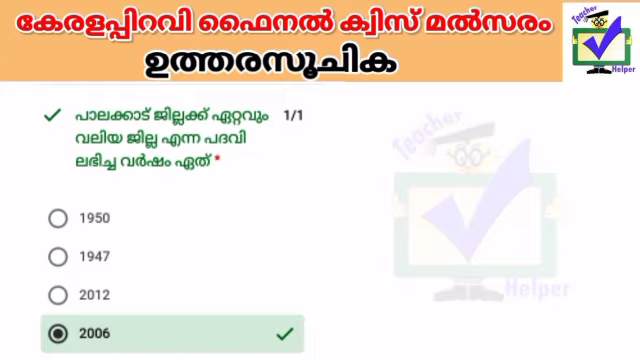 കേരളപ്പിറവി ഫൈനൽ ക്വിസ് മൽസരം
ഉത്തരസൂചിക
Teacher
Helper
പാലക്കാട് ജില്ലക്ക് ഏറ്റവും 1/1
വലിയ ജില്ല എന്ന പദവി
ലഭിച്ച വർഷം ഏത് *
1950
1947
2012
2006
Teacher
Helper